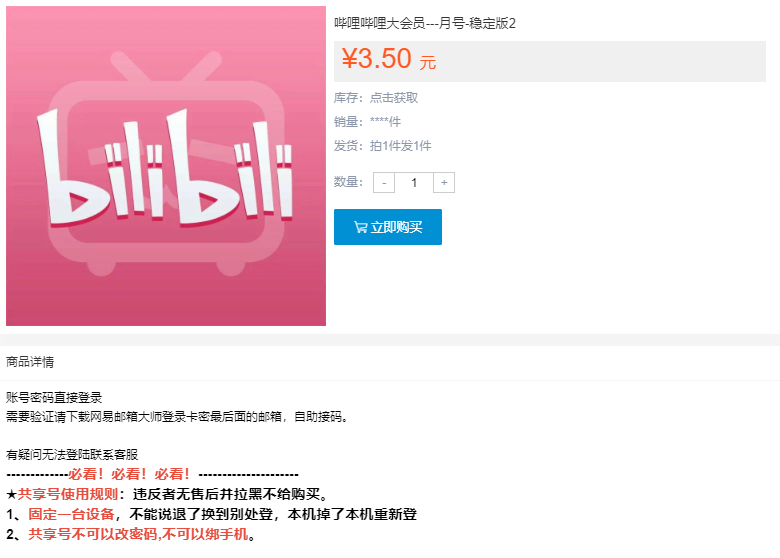 bilibili
哔哩哔哩大会员---月号-稳定版2
¥3.50 元
库存：点击获取
销量：****件
发货：拍1件发1件
数量： - 1 +
立即购买
商品详情
账号密码直接登录
需要验证请下载网易邮箱大师登录卡密最后面的邮箱，自助接码。
有疑问无法登陆联系客服
-------------必看！必看！必看！---------------------
★共享号使用规则：违反者无售后并拉黑不给购买。
1、固定一台设备，不能说退了换到别处登，本机掉了本机重新登
2、共享号不可以改密码,不可以绑手机。